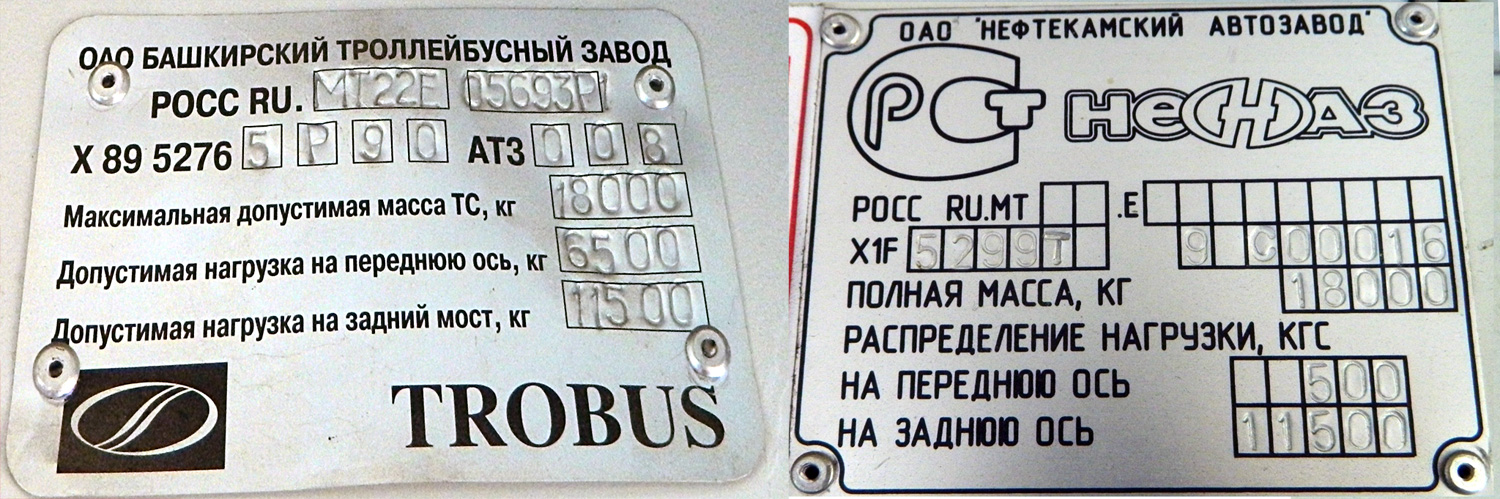 ОАО БАШКИРСКИЙ ТРОЛЛЕЙБУСНЫЙ ЗАВОД
РОСС RU. МТ22Е 05693P1
X 89 5276 5 P 9 0 АТЗ 0 0 8
Максимальная допустимая масса ТС, кг 18000
Допустимая нагрузка на переднюю ось, кг 6500
Допустимая нагрузка на задний мост, кг 11500
TROBUS
ОАО "НЕФТЕКАМСКИЙ АВТОЗАВОД"
РСТ НЕФАЗ
РОСС RU.МТ .Е
X1F 5299T 9 C00016
ПОЛНАЯ МАССА, КГ 18000
РАСПРЕДЕЛЕНИЕ НАГРУЗКИ, КГС
НА ПЕРЕДНЮЮ ОСЬ 500
НА ЗАДНЮЮ ОСЬ 11500